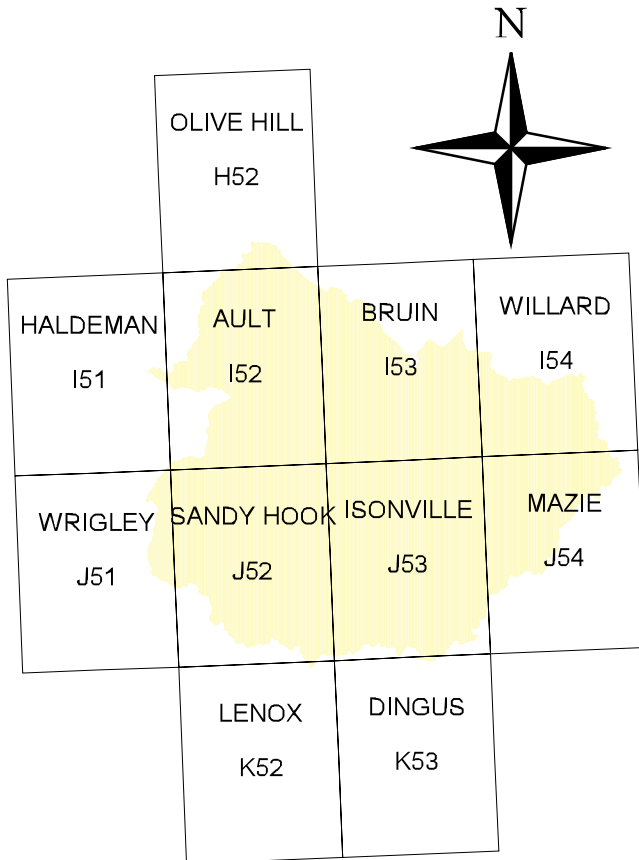 N
OLIVE HILL
H52
HALDEMAN
I51
AULT
I52
BRUIN
I53
WILLARD
I54
WRIGLEY
J51
SANDY HOOK
J52
ISONVILLE
J53
MAZIE
J54
LENOX
K52
DINGUS
K53